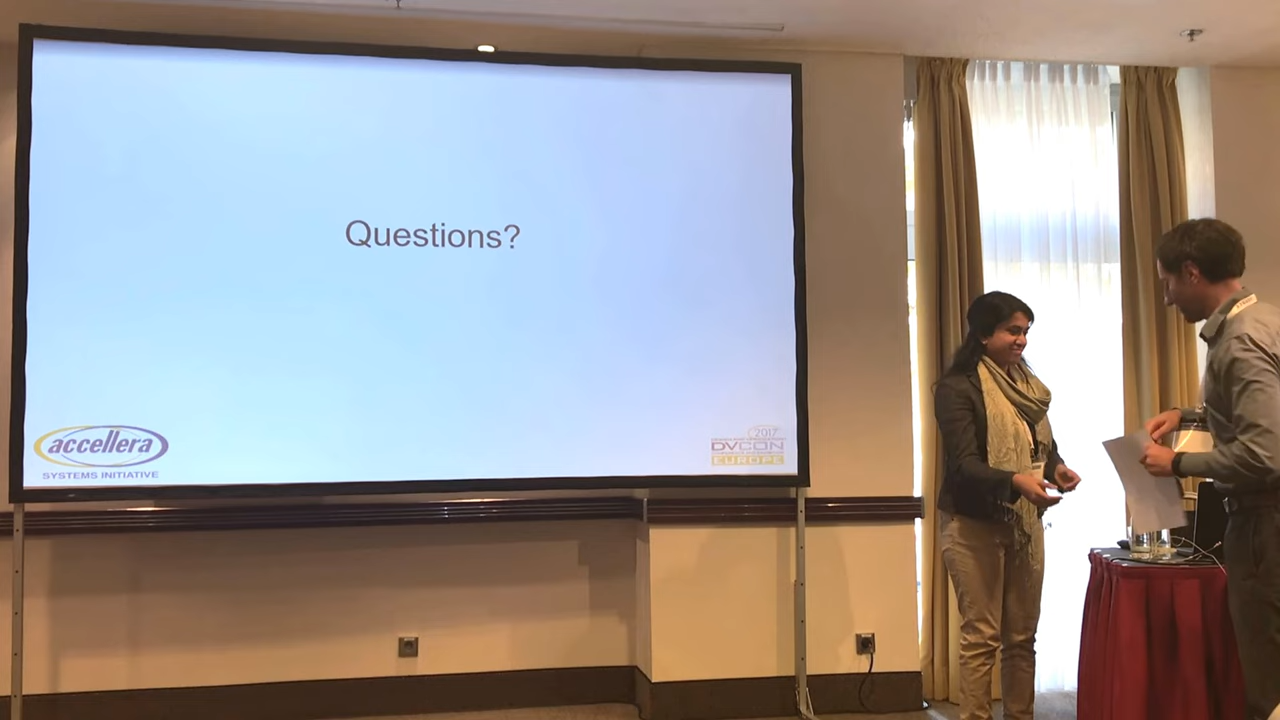 Questions?
accellera
SYSTEMS INITIATIVE
2017
DVCON
EUROPE